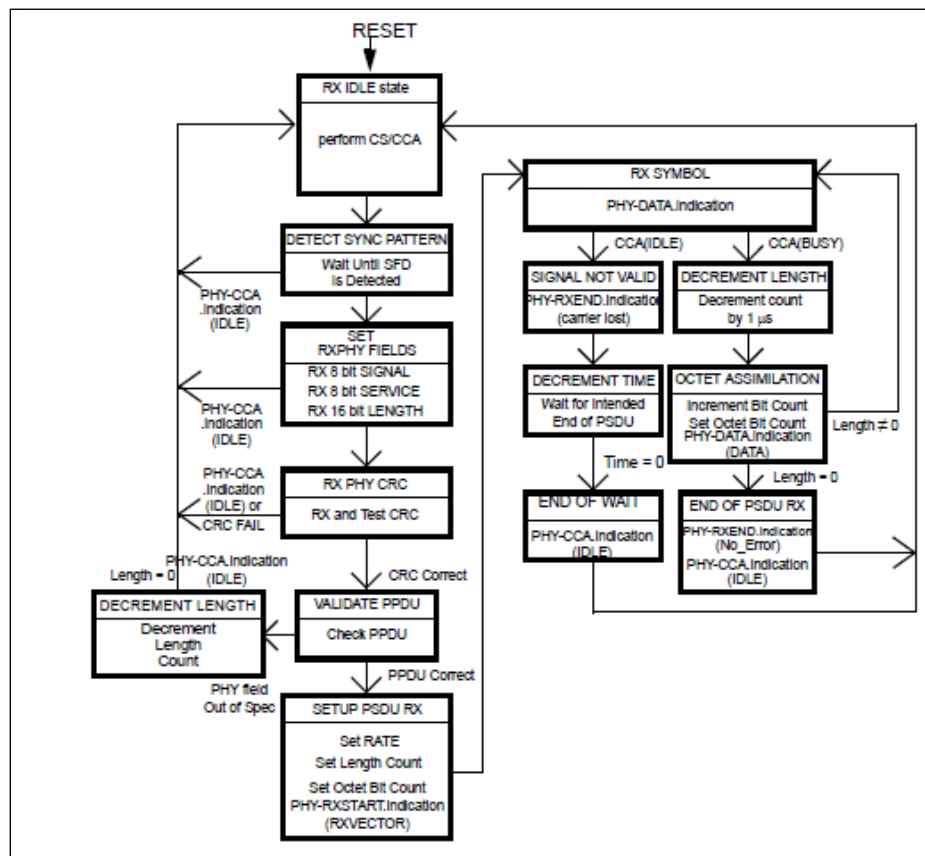 RESET
RX IDLE state
perform CS/CCA
DETECT SYNC PATTERN
Wait Until SFD
is Detected
PHY-CCA
.indication
(IDLE)
SET
RXPHY FIELDS
RX 8 bit SIGNAL
RX 8 bit SERVICE
RX 16 bit LENGTH
PHY-CCA
.indication
(IDLE)
RX PHY CRC
RX and Test CRC
PHY-CCA
.indication
(IDLE) or
CRC FAIL
CRC Correct
PHY-CCA.indication
(IDLE)
Length = 0
DECREMENT LENGTH
Decrement
Length
Count
VALIDATE PPDU
Check PPDU
PPDU Correct
PHY field
Out of Spec
SETUP PSDU RX
Set RATE
Set Length Count
Set Octet Bit Count
PHY-RXSTART.indication
(RXVECTOR)
RX SYMBOL
PHY-DATA.indication
CCA(IDLE)
CCA(BUSY)
SIGNAL NOT VALID
PHY-RXEND.indication
(carrier lost)
DECREMENT TIME
Wait for Intended
End of PSDU
Time = 0
END OF WAIT
PHY-CCA.indication
(IDLE)
DECREMENT LENGTH
Decrement count
by 1 μs
OCTET ASSIMILATION
Increment Bit Count
Set Octet Bit Count
PHY-DATA.indication
(DATA)
Length ≠ 0
Length = 0
END OF PSDU RX
PHY-RXEND.indication
(No_Error)
PHY-CCA.indication
(IDLE)